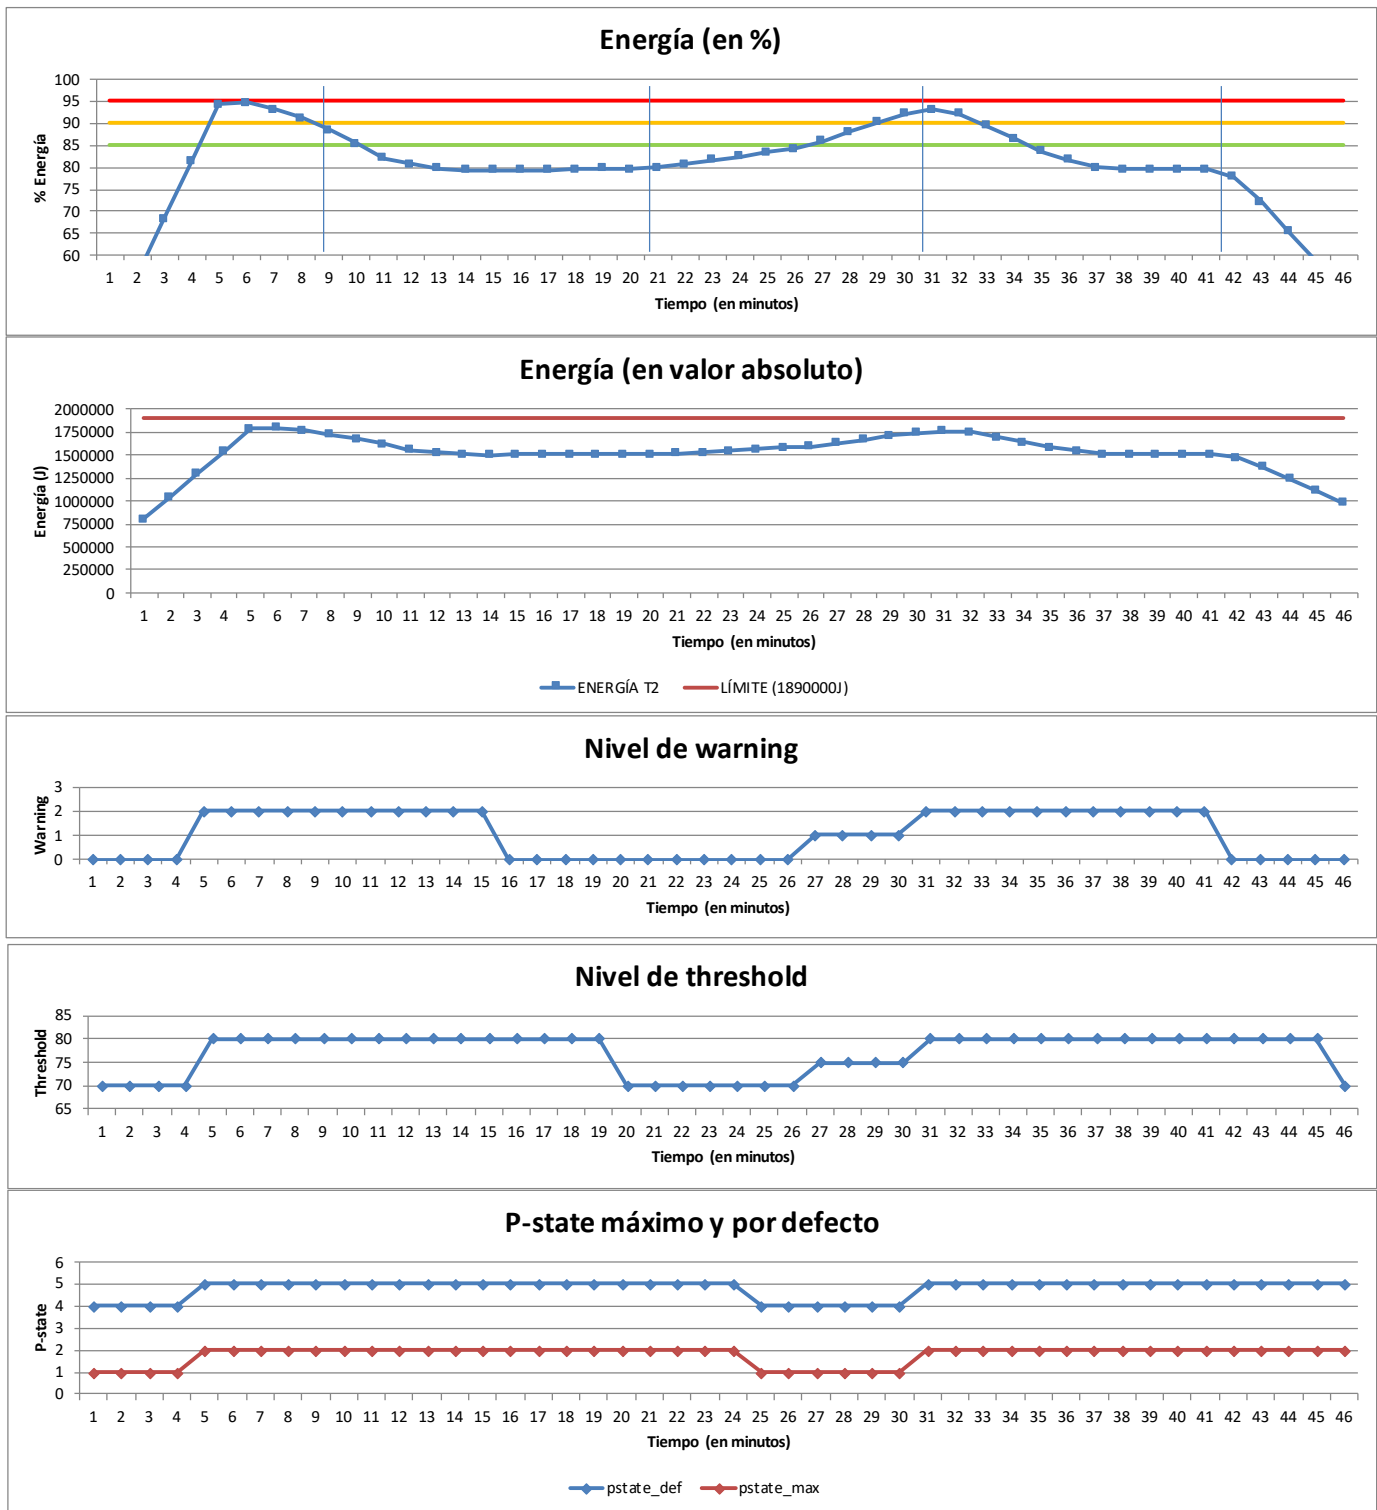 Energía (en %)
100
95
90
85
80
75
70
65
60
% Energía
1 2 3 4 5 6 7 8 9 10 11 12 13 14 15 16 17 18 19 20 21 22 23 24 25 26 27 28 29 30 31 32 33 34 35 36 37 38 39 40 41 42 43 44 45 46
Tiempo (en minutos)
Energía (en valor absoluto)
2000000
1750000
1500000
1250000
1000000
750000
500000
250000
0
Energía (J)
1 2 3 4 5 6 7 8 9 10 11 12 13 14 15 16 17 18 19 20 21 22 23 24 25 26 27 28 29 30 31 32 33 34 35 36 37 38 39 40 41 42 43 44 45 46
Tiempo (en minutos)
ENERGÍA T2 LÍMITE (1890000J)
Nivel de warning
3
2
1
0
Warning
1 2 3 4 5 6 7 8 9 10 11 12 13 14 15 16 17 18 19 20 21 22 23 24 25 26 27 28 29 30 31 32 33 34 35 36 37 38 39 40 41 42 43 44 45 46
Tiempo (en minutos)
Nivel de threshold
85
80
75
70
65
Threshold
1 2 3 4 5 6 7 8 9 10 11 12 13 14 15 16 17 18 19 20 21 22 23 24 25 26 27 28 29 30 31 32 33 34 35 36 37 38 39 40 41 42 43 44 45 46
Tiempo (en minutos)
P-state máximo y por defecto
6
5
4
3
2
1
0
P-state
1 2 3 4 5 6 7 8 9 10 11 12 13 14 15 16 17 18 19 20 21 22 23 24 25 26 27 28 29 30 31 32 33 34 35 36 37 38 39 40 41 42 43 44 45 46
Tiempo (en minutos)
pstate_def pstate_max